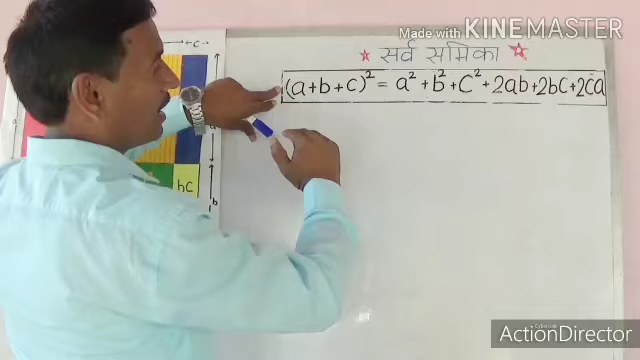 Made with KINEMASTER
सर्व समिका
(a+b+c)² = a² + b² + c² + 2ab+2bc+2ca
c
a
bc
b
ActionDirector